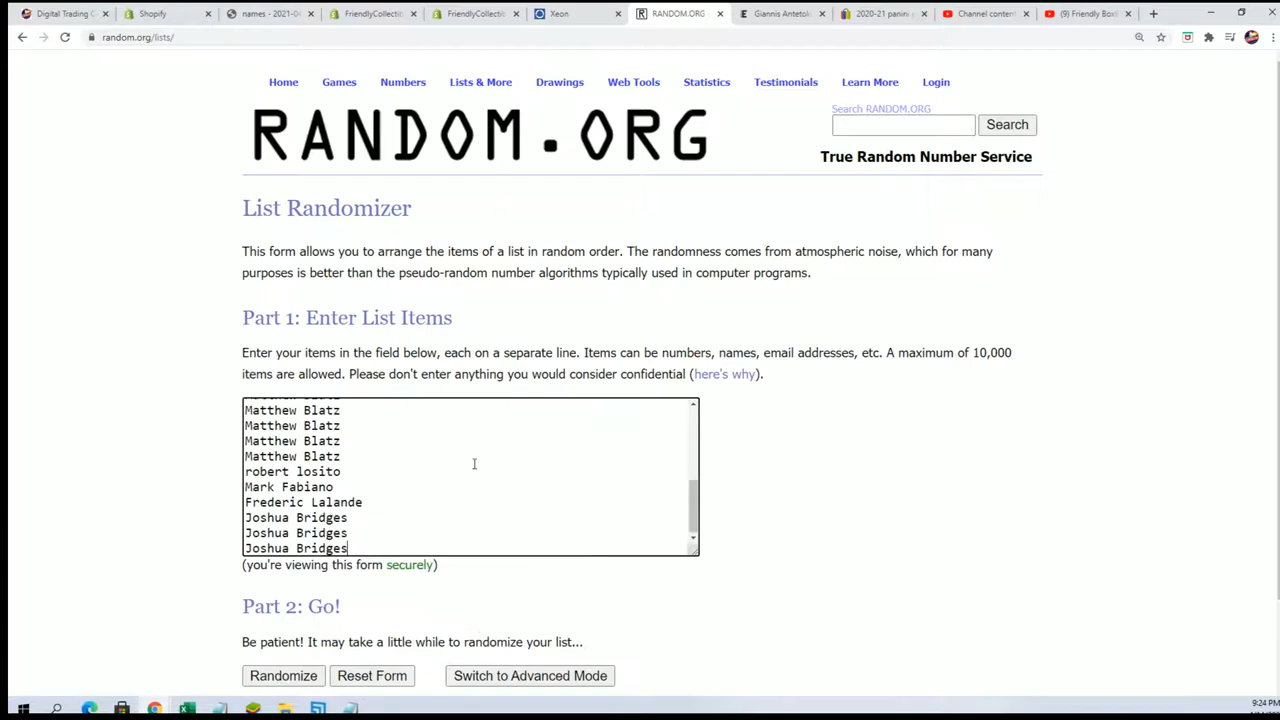 Digital Trading C
Shopify
names - 2021-04
FriendlyCollectib
FriendlyCollectib
Xeon
RANDOM.ORG
Giannis Antetok
2020-21 panini
Channel content
(9) Friendly Box
random.org/lists/
Home Games Numbers Lists & More Drawings Web Tools Statistics Testimonials Learn More Login
Search RANDOM.ORG
RANDOM.ORG
Search
True Random Number Service
List Randomizer
This form allows you to arrange the items of a list in random order. The randomness comes from atmospheric noise, which for many
purposes is better than the pseudo-random number algorithms typically used in computer programs.
Part 1: Enter List Items
Enter your items in the field below, each on a separate line. Items can be numbers, names, email addresses, etc. A maximum of 10,000
items are allowed. Please don't enter anything you would consider confidential (here's why).
Matthew Blatz
Matthew Blatz
Matthew Blatz
Matthew Blatz
robert losito
Mark Fabiano
Frederic Lalande
Joshua Bridges
Joshua Bridges
Joshua Bridges
(you're viewing this form securely)
Part 2: Go!
Be patient! It may take a little while to randomize your list...
Randomize Reset Form Switch to Advanced Mode
9:24 PM